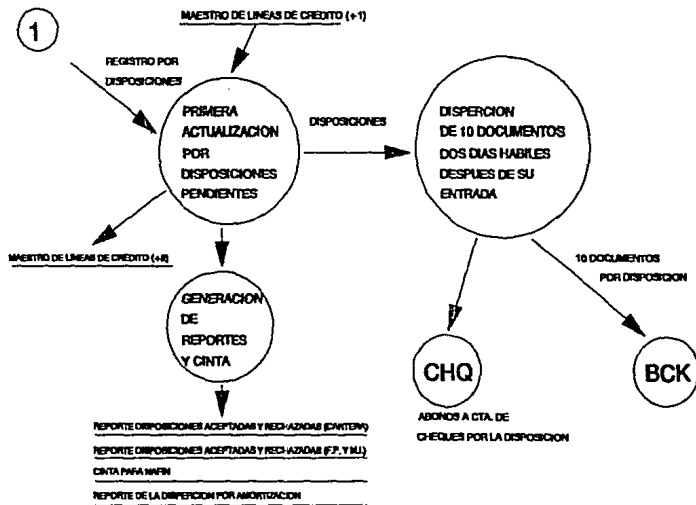 1
MAESTRO DE LINEAS DE CRÉDITO (+1)
REGISTRO POR
DISPOSICIONES
PRIMERA
ACTUALIZACION
POR
DISPOSICIONES
PENDIENTES
DISPOSICIONES
DISPERCION
DE 10 DOCUMENTOS
DOS DIAS HABILES
DESPUES DE SU
ENTRADA
MAESTRO DE LINEAS DE CRÉDITO
10 DOCUMENTOS
POR DISPOSICION
GENERACION
DE
REPORTES
Y CINTA
CHQ
BCK
ABONOS A CTA. DE
CHEQUES POR LA DISPOSICION
REPORTE DISPOSICIONES ACEPTADAS Y RECHAZADAS (CARTERA)
REPORTE DISPOSICIONES ACEPTADAS Y RECHAZADAS
CINTA PARA NAFIN
REPORTE DE LA DISPERCION POR AMORTIZACION